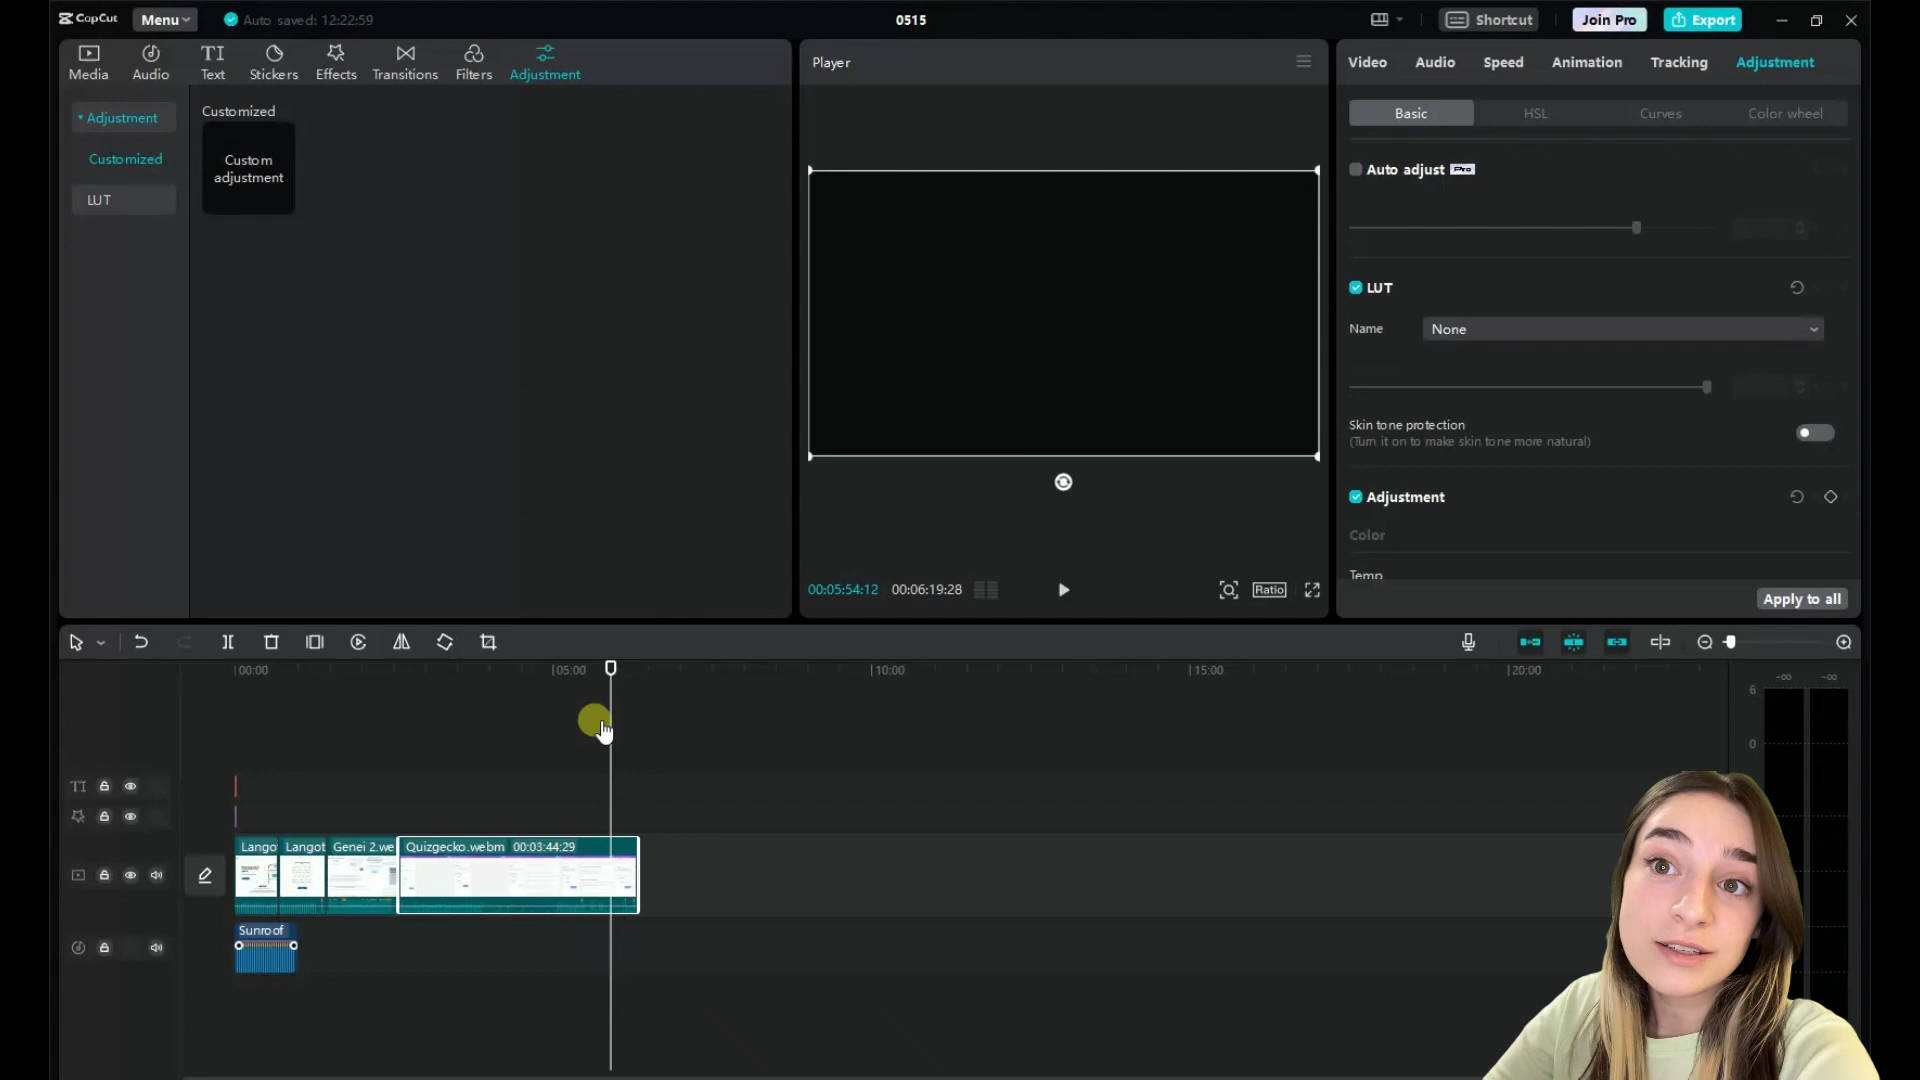 CapCut
Menu
Auto saved: 12:22:59
0515
Shortcut
Join Pro
Export
Media
Audio
Text
Stickers
Effects
Transitions
Filters
Adjustment
Adjustment
Customized
LUT
Customized
Custom
adjustment
Player
00:05:54:12
00:06:19:28
Ratio
Video
Audio
Speed
Animation
Tracking
Adjustment
Basic
HSL
Curves
Color wheel
Auto adjust Pro
LUT
Name
None
Skin tone protection
(Turn it on to make skin tone more natural)
Adjustment
Color
Temp
Apply to all
00:00
05:00
10:00
15:00
20:00
-∞
-∞
6
0
TI
Lango
Langot
Genei 2.we
Quizgecko.webm 00:03:44:29
Sunroof